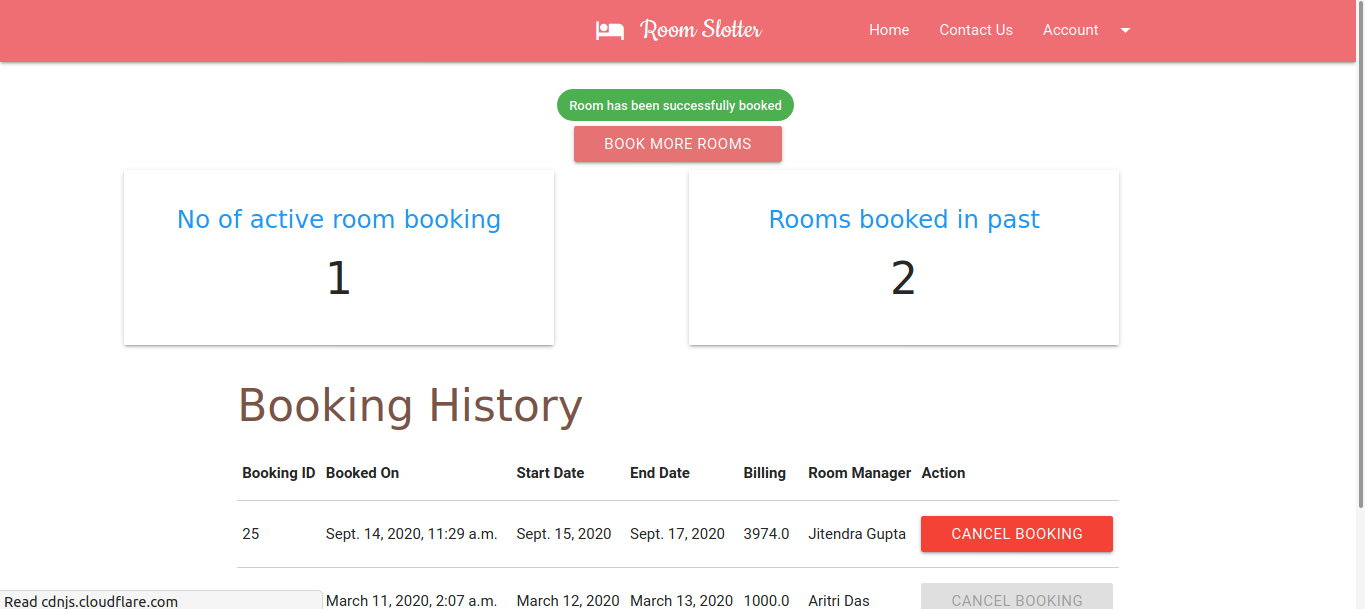 Room Slotter
Home Contact Us Account
Room has been successfully booked
BOOK MORE ROOMS
No of active room booking
1
Rooms booked in past
2
Booking History
Booking ID Booked On Start Date End Date Billing Room Manager Action
25 Sept. 14, 2020, 11:29 a.m. Sept. 15, 2020 Sept. 17, 2020 3974.0 Jitendra Gupta CANCEL BOOKING
March 11, 2020, 2:07 a.m. March 12, 2020 March 13, 2020 1000.0 Aritri Das CANCEL BOOKING
Read cdnjs.cloudflare.com